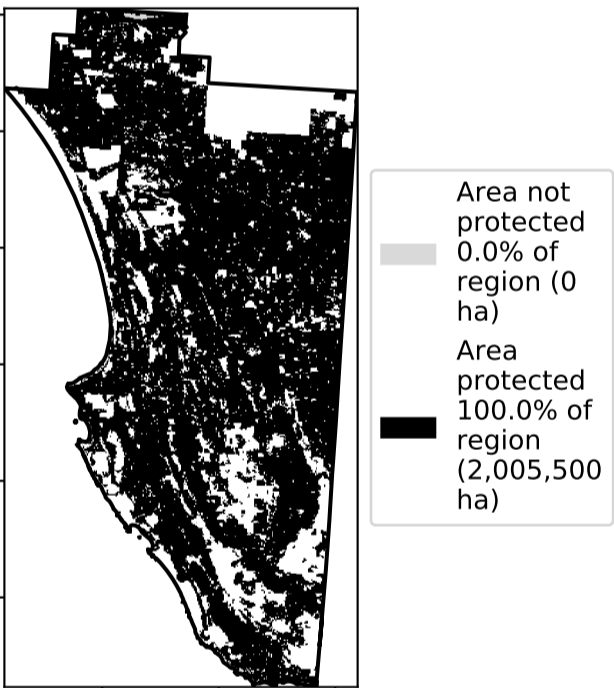 Area not
protected
0.0% of
region (0
ha)
Area
protected
100.0% of
region
(2,005,500
ha)